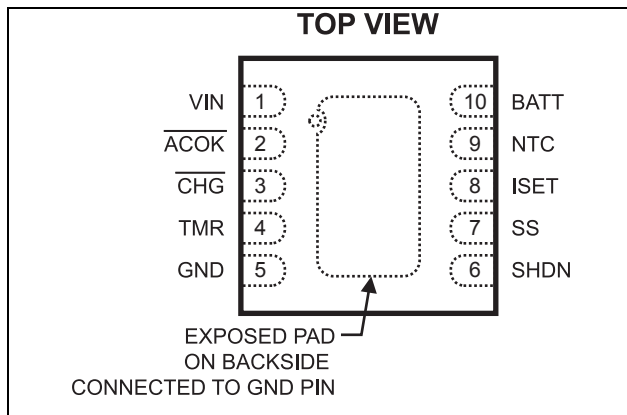 TOP VIEW
VIN 1 10 BATT
ACOK 2 9 NTC
CHG 3 8 ISET
TMR 4 7 SS
GND 5 6 SHDN
EXPOSED PAD
ON BACKSIDE
CONNECTED TO GND PIN